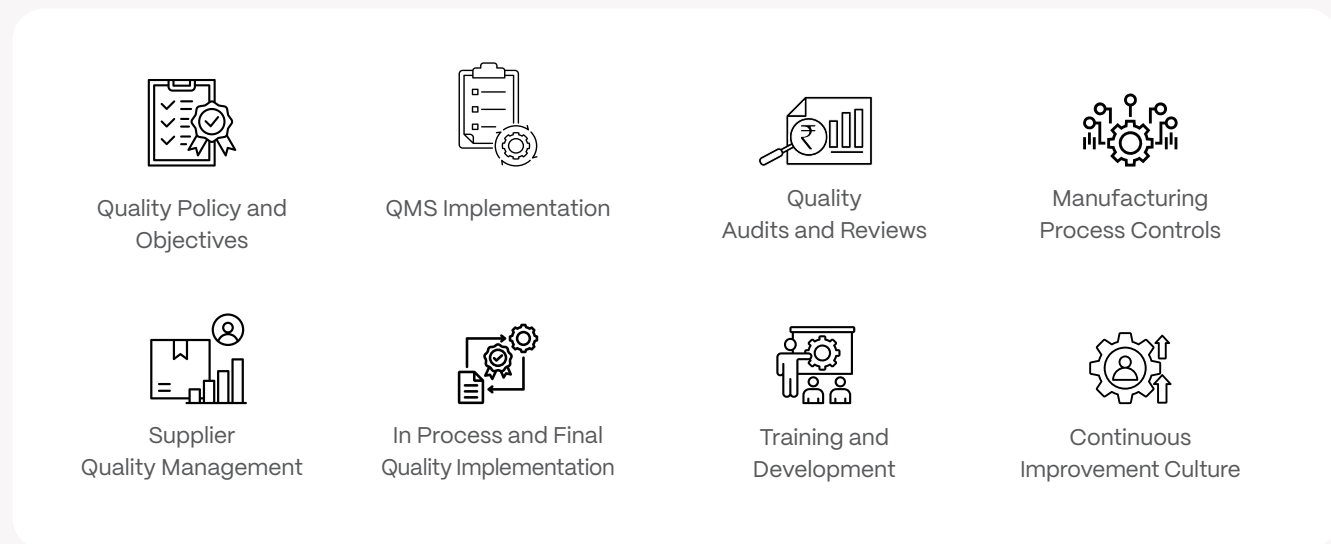 Quality Policy and
Objectives
QMS Implementation
₹
Quality
Audits and Reviews
Manufacturing
Process Controls
Supplier
Quality Management
In Process and Final
Quality Implementation
Training and
Development
Continuous
Improvement Culture